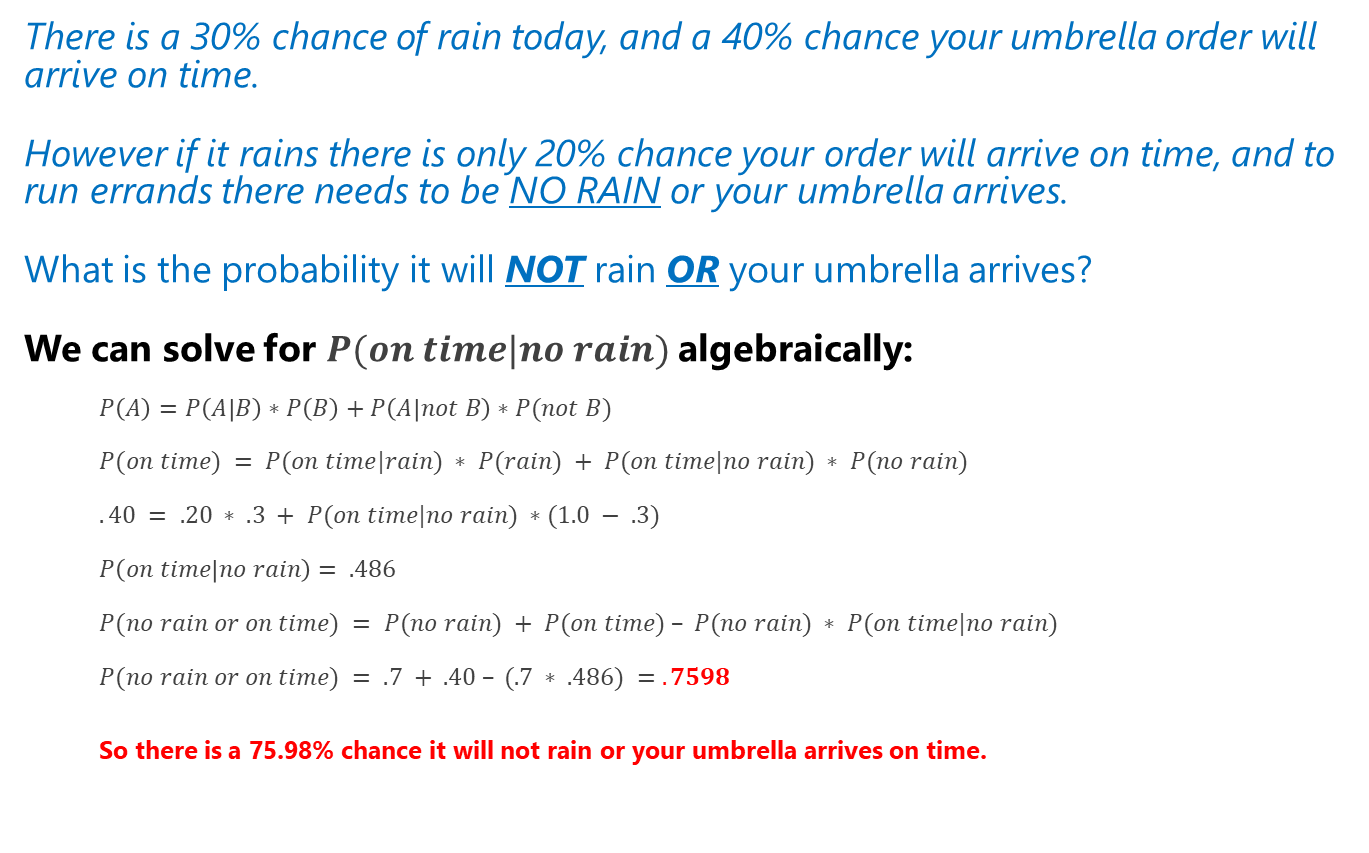 There is a 30% chance of rain today, and a 40% chance your umbrella order will
arrive on time.
However if it rains there is only 20% chance your order will arrive on time, and to
run errands there needs to be NO RAIN or your umbrella arrives.
What is the probability it will NOT rain OR your umbrella arrives?
We can solve for P(on time|no rain) algebraically:
P(A) = P(A|B) ∗ P(B) + P(A|not B) ∗ P(not B)
P(on time) = P(on time|rain) ∗ P(rain) + P(on time|no rain) ∗ P(no rain)
.40 = .20 ∗ .3 + P(on time|no rain) ∗ (1.0 − .3)
P(on time|no rain) = .486
P(no rain or on time) = P(no rain) + P(on time) – P(no rain) ∗ P(on time|no rain)
P(no rain or on time) = .7 + .40 – (.7 ∗ .486) = .7598
So there is a 75.98% chance it will not rain or your umbrella arrives on time.